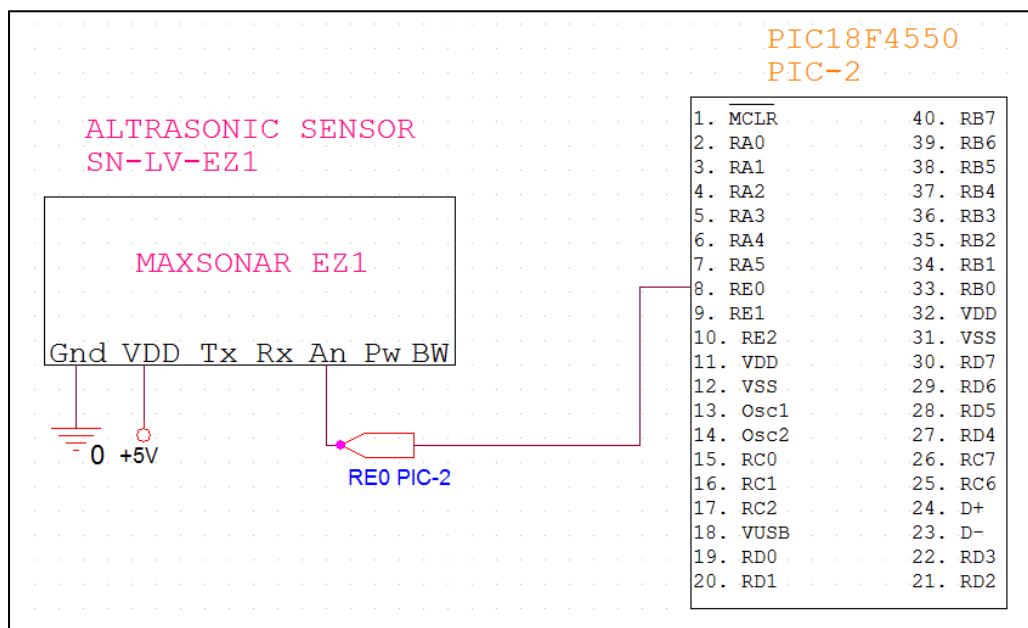 PIC18F4550
PIC-2
ALTRASONIC SENSOR
SN-LV-EZ1
MAXSONAR EZ1
Gnd VDD Tx Rx An Pw BW
0 +5V
RE0 PIC-2
1. MCLR 40. RB7
2. RA0 39. RB6
3. RA1 38. RB5
4. RA2 37. RB4
5. RA3 36. RB3
6. RA4 35. RB2
7. RA5 34. RB1
8. RE0 33. RB0
9. RE1 32. VDD
10. RE2 31. VSS
11. VDD 30. RD7
12. VSS 29. RD6
13. Osc1 28. RD5
14. Osc2 27. RD4
15. RC0 26. RC7
16. RC1 25. RC6
17. RC2 24. D+
18. VUSB 23. D-
19. RD0 22. RD3
20. RD1 21. RD2